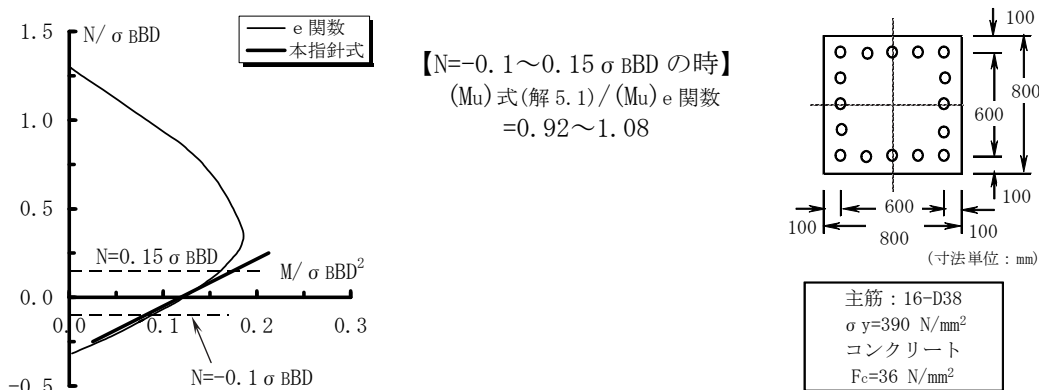 1.5
N/σBBD
e 関数
本指針式
1.0
0.5
N=0.15σBBD
M/σBBD²
0.0
0.0
0.1
0.2
0.3
N=-0.1σBBD
-0.5
【N=-0.1～0.15σBBD の時】
(Mu)式(解 5.1)/(Mu)e 関数
=0.92～1.08
100
800
600
100
100
600
100
800
(寸法単位：mm)
主筋：16-D38
σy=390 N/mm²
コンクリート
Fc=36 N/mm²